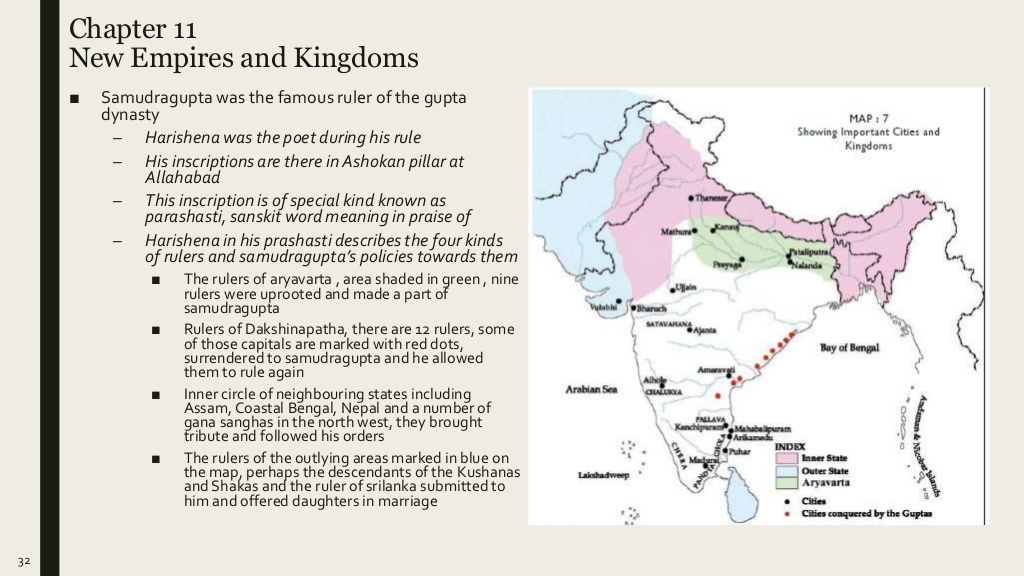 Chapter 11
New Empires and Kingdoms
■ Samudragupta was the famous ruler of the gupta
dynasty
– Harishena was the poet during his rule
– His inscriptions are there in Ashokan pillar at
Allahabad
– This inscription is of special kind known as
parashasti, sanskit word meaning in praise of
– Harishena in his prashasti describes the four kinds
of rulers and samudragupta's policies towards them
■ The rulers of aryavarta , area shaded in green , nine
rulers were uprooted and made a part of
samudragupta
■ Rulers of Dakshinapatha, there are 12 rulers, some
of those capitals are marked with red dots,
surrendered to samudragupta and he allowed
them to rule again
■ Inner circle of neighbouring states including
Assam, Coastal Bengal, Nepal and a number of
gana sanghas in the north west, they brought
tribute and followed his orders
■ The rulers of the outlying areas marked in blue on
the map, perhaps the descendants of the Kushanas
and Shakas and the ruler of srilanka submitted to
him and offered daughters in marriage
32
MAP : 7
Showing Important Cities and
Kingdoms
Thanesar
Mathura
Kanauj
Pataliputra
Prayaga
Nalanda
Ujjain
Valabhi
Bharuch
SATAVAHANA
Ajanta
Bay of Bengal
Amaravati
Aihole
CHALUKYA
Arabian Sea
PALLAVA
Kanchipuram
Mahabalipuram
Arikamedu
CHOLA
Puhar
CHERA
Madurai
PANDYA
Lakshadweep
Andaman & Nicobar Islands
INDEX
Inner State
Outer State
Aryavarta
Cities
Cities conquered by the Guptas